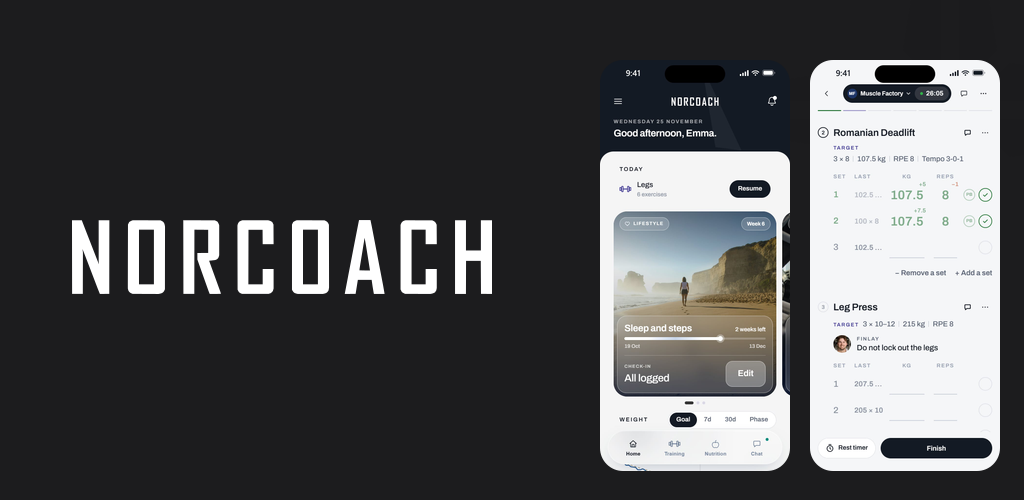 NORCOACH
9:41
NORCOACH
WEDNESDAY 25 NOVEMBER
Good afternoon, Emma.
TODAY
Legs
6 exercises
Resume
LIFESTYLE
Week 6
Sleep and steps
2 weeks left
18 Oct
13 Dec
CHECK-IN
All logged
Edit
WEIGHT
Goal
7d
30d
Phase
Home
Training
Nutrition
Chat
9:41
MF
Muscle Factory
26:05
2
Romanian Deadlift
TARGET
3 × 8 | 107.5 kg | RPE 8 | Tempo 3-0-1
SET LAST KG REPS
+5 -1
1 102.5 ... 107.5 8 PB
+7.5
2 100 × 8 107.5 8 PB
3 102.5 ...
− Remove a set + Add a set
3
Leg Press
TARGET 3 × 10–12 | 215 kg | RPE 8
FINLAY
Do not lock out the legs
SET LAST KG REPS
1 207.5 ...
2 205 × 10
Rest timer
Finish